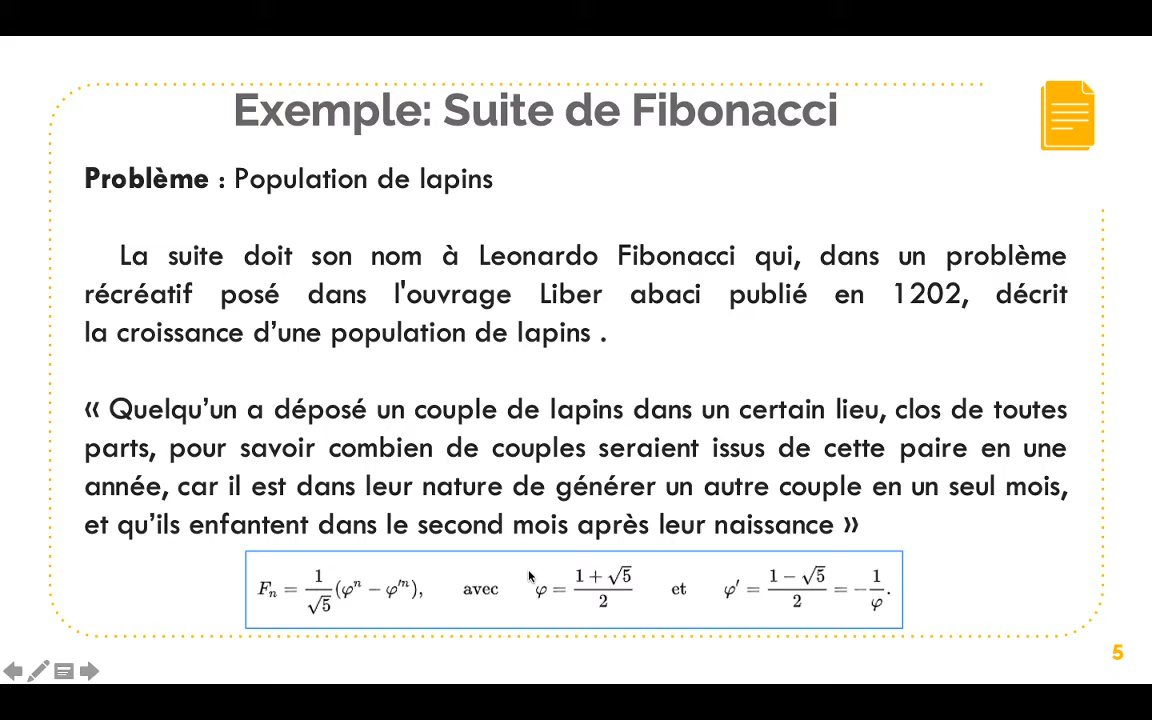 Exemple: Suite de Fibonacci
Problème : Population de lapins
La suite doit son nom à Leonardo Fibonacci qui, dans un problème
récréatif posé dans l'ouvrage Liber abaci publié en 1202, décrit
la croissance d’une population de lapins .
« Quelqu’un a déposé un couple de lapins dans un certain lieu, clos de toutes
parts, pour savoir combien de couples seraient issus de cette paire en une
année, car il est dans leur nature de générer un autre couple en un seul mois,
et qu’ils enfantent dans le second mois après leur naissance »
Fₙ = 1/√5 (φⁿ − φ′ⁿ), avec φ = (1 + √5)/2 et φ′ = (1 − √5)/2 = −1/φ.
5